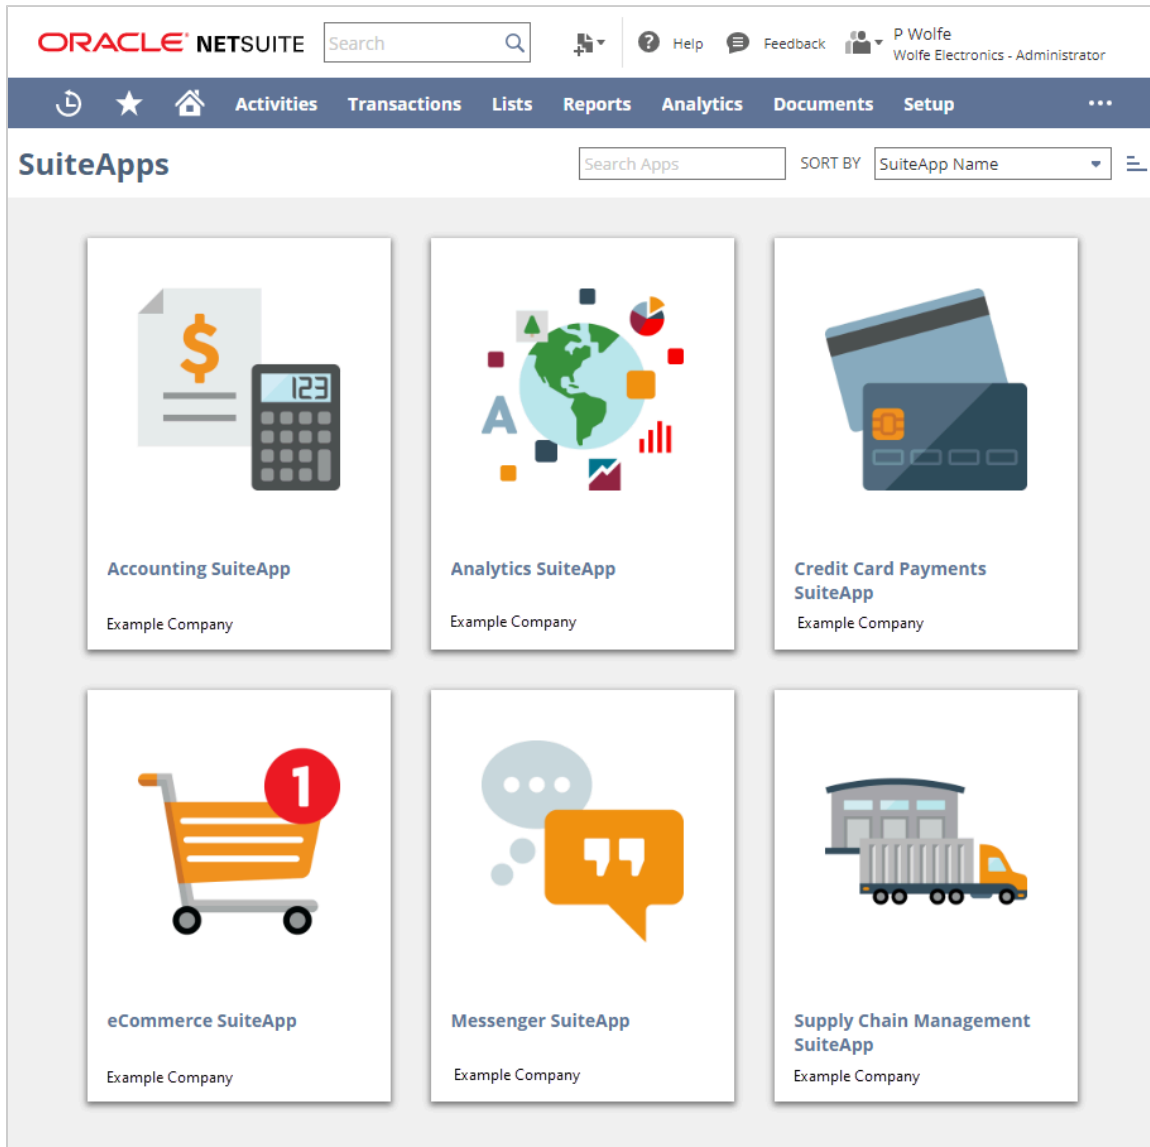 ORACLE NETSUITE
Search
Help
Feedback
P Wolfe
Wolfe Electronics - Administrator
Activities
Transactions
Lists
Reports
Analytics
Documents
Setup
SuiteApps
Search Apps
SORT BY
SuiteApp Name
$
123
A
Accounting SuiteApp
Example Company
Analytics SuiteApp
Example Company
Credit Card Payments
SuiteApp
Example Company
1
eCommerce SuiteApp
Example Company
Messenger SuiteApp
Example Company
Supply Chain Management
SuiteApp
Example Company